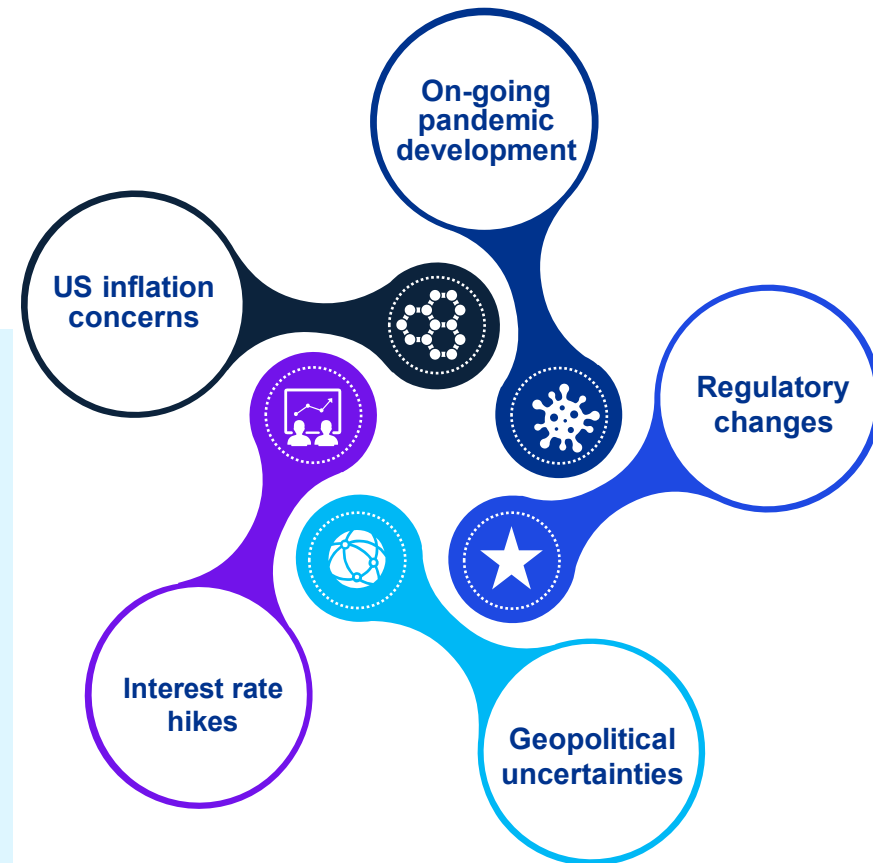 On-going
pandemic
development
US inflation
concerns
Regulatory
changes
Interest rate
hikes
Geopolitical
uncertainties